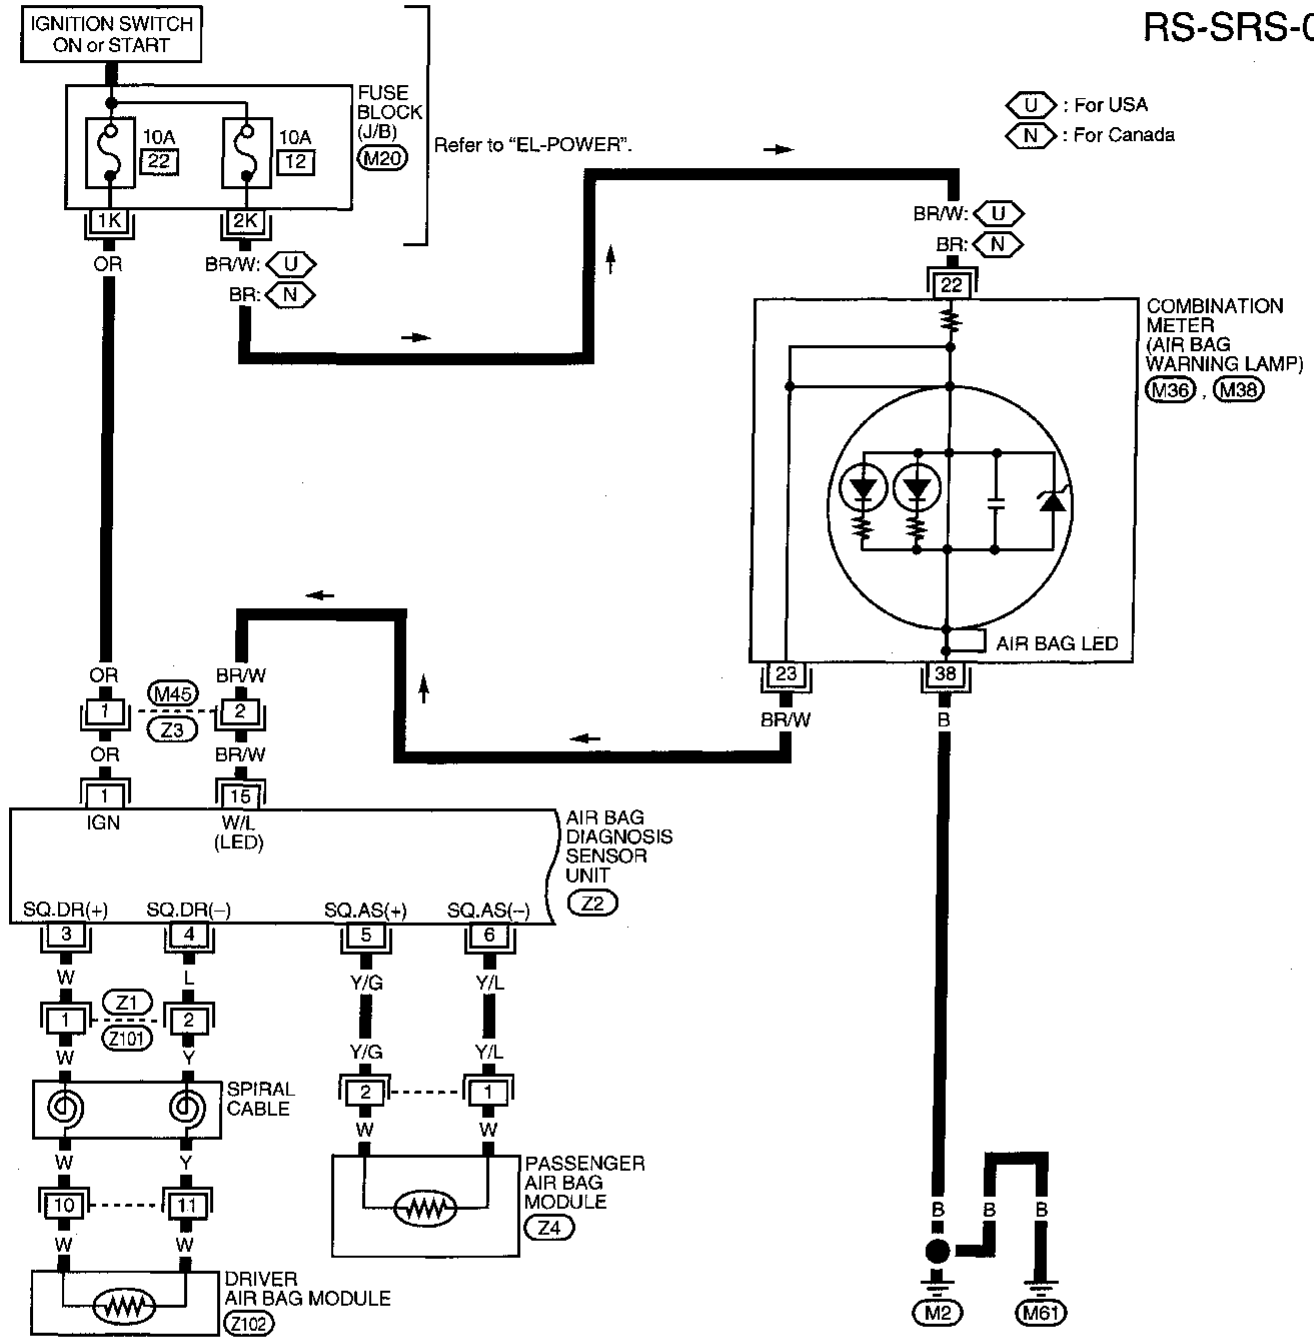 RS-SRS-0
IGNITION SWITCH
ON or START
FUSE
BLOCK
(J/B)
M20
10A
22
10A
12
Refer to "EL-POWER".
U : For USA
N : For Canada
1K
2K
OR
BR/W: U
BR: N
BR/W: U
BR: N
22
COMBINATION
METER
(AIR BAG
WARNING LAMP)
M36 , M38
AIR BAG LED
23
38
BR/W
B
OR
BR/W
1
M45
Z3
2
OR
BR/W
1
15
IGN
W/L
(LED)
AIR BAG
DIAGNOSIS
SENSOR
UNIT
Z2
SQ.DR(+)
SQ.DR(-)
SQ.AS(+)
SQ.AS(-)
3
4
5
6
W
L
Y/G
Y/L
1
Z1
Z101
2
W
Y
Y/G
Y/L
SPIRAL
CABLE
2
1
W
W
W
Y
10
11
W
W
PASSENGER
AIR BAG
MODULE
Z4
DRIVER
AIR BAG MODULE
Z102
B
B
B
M2
M61